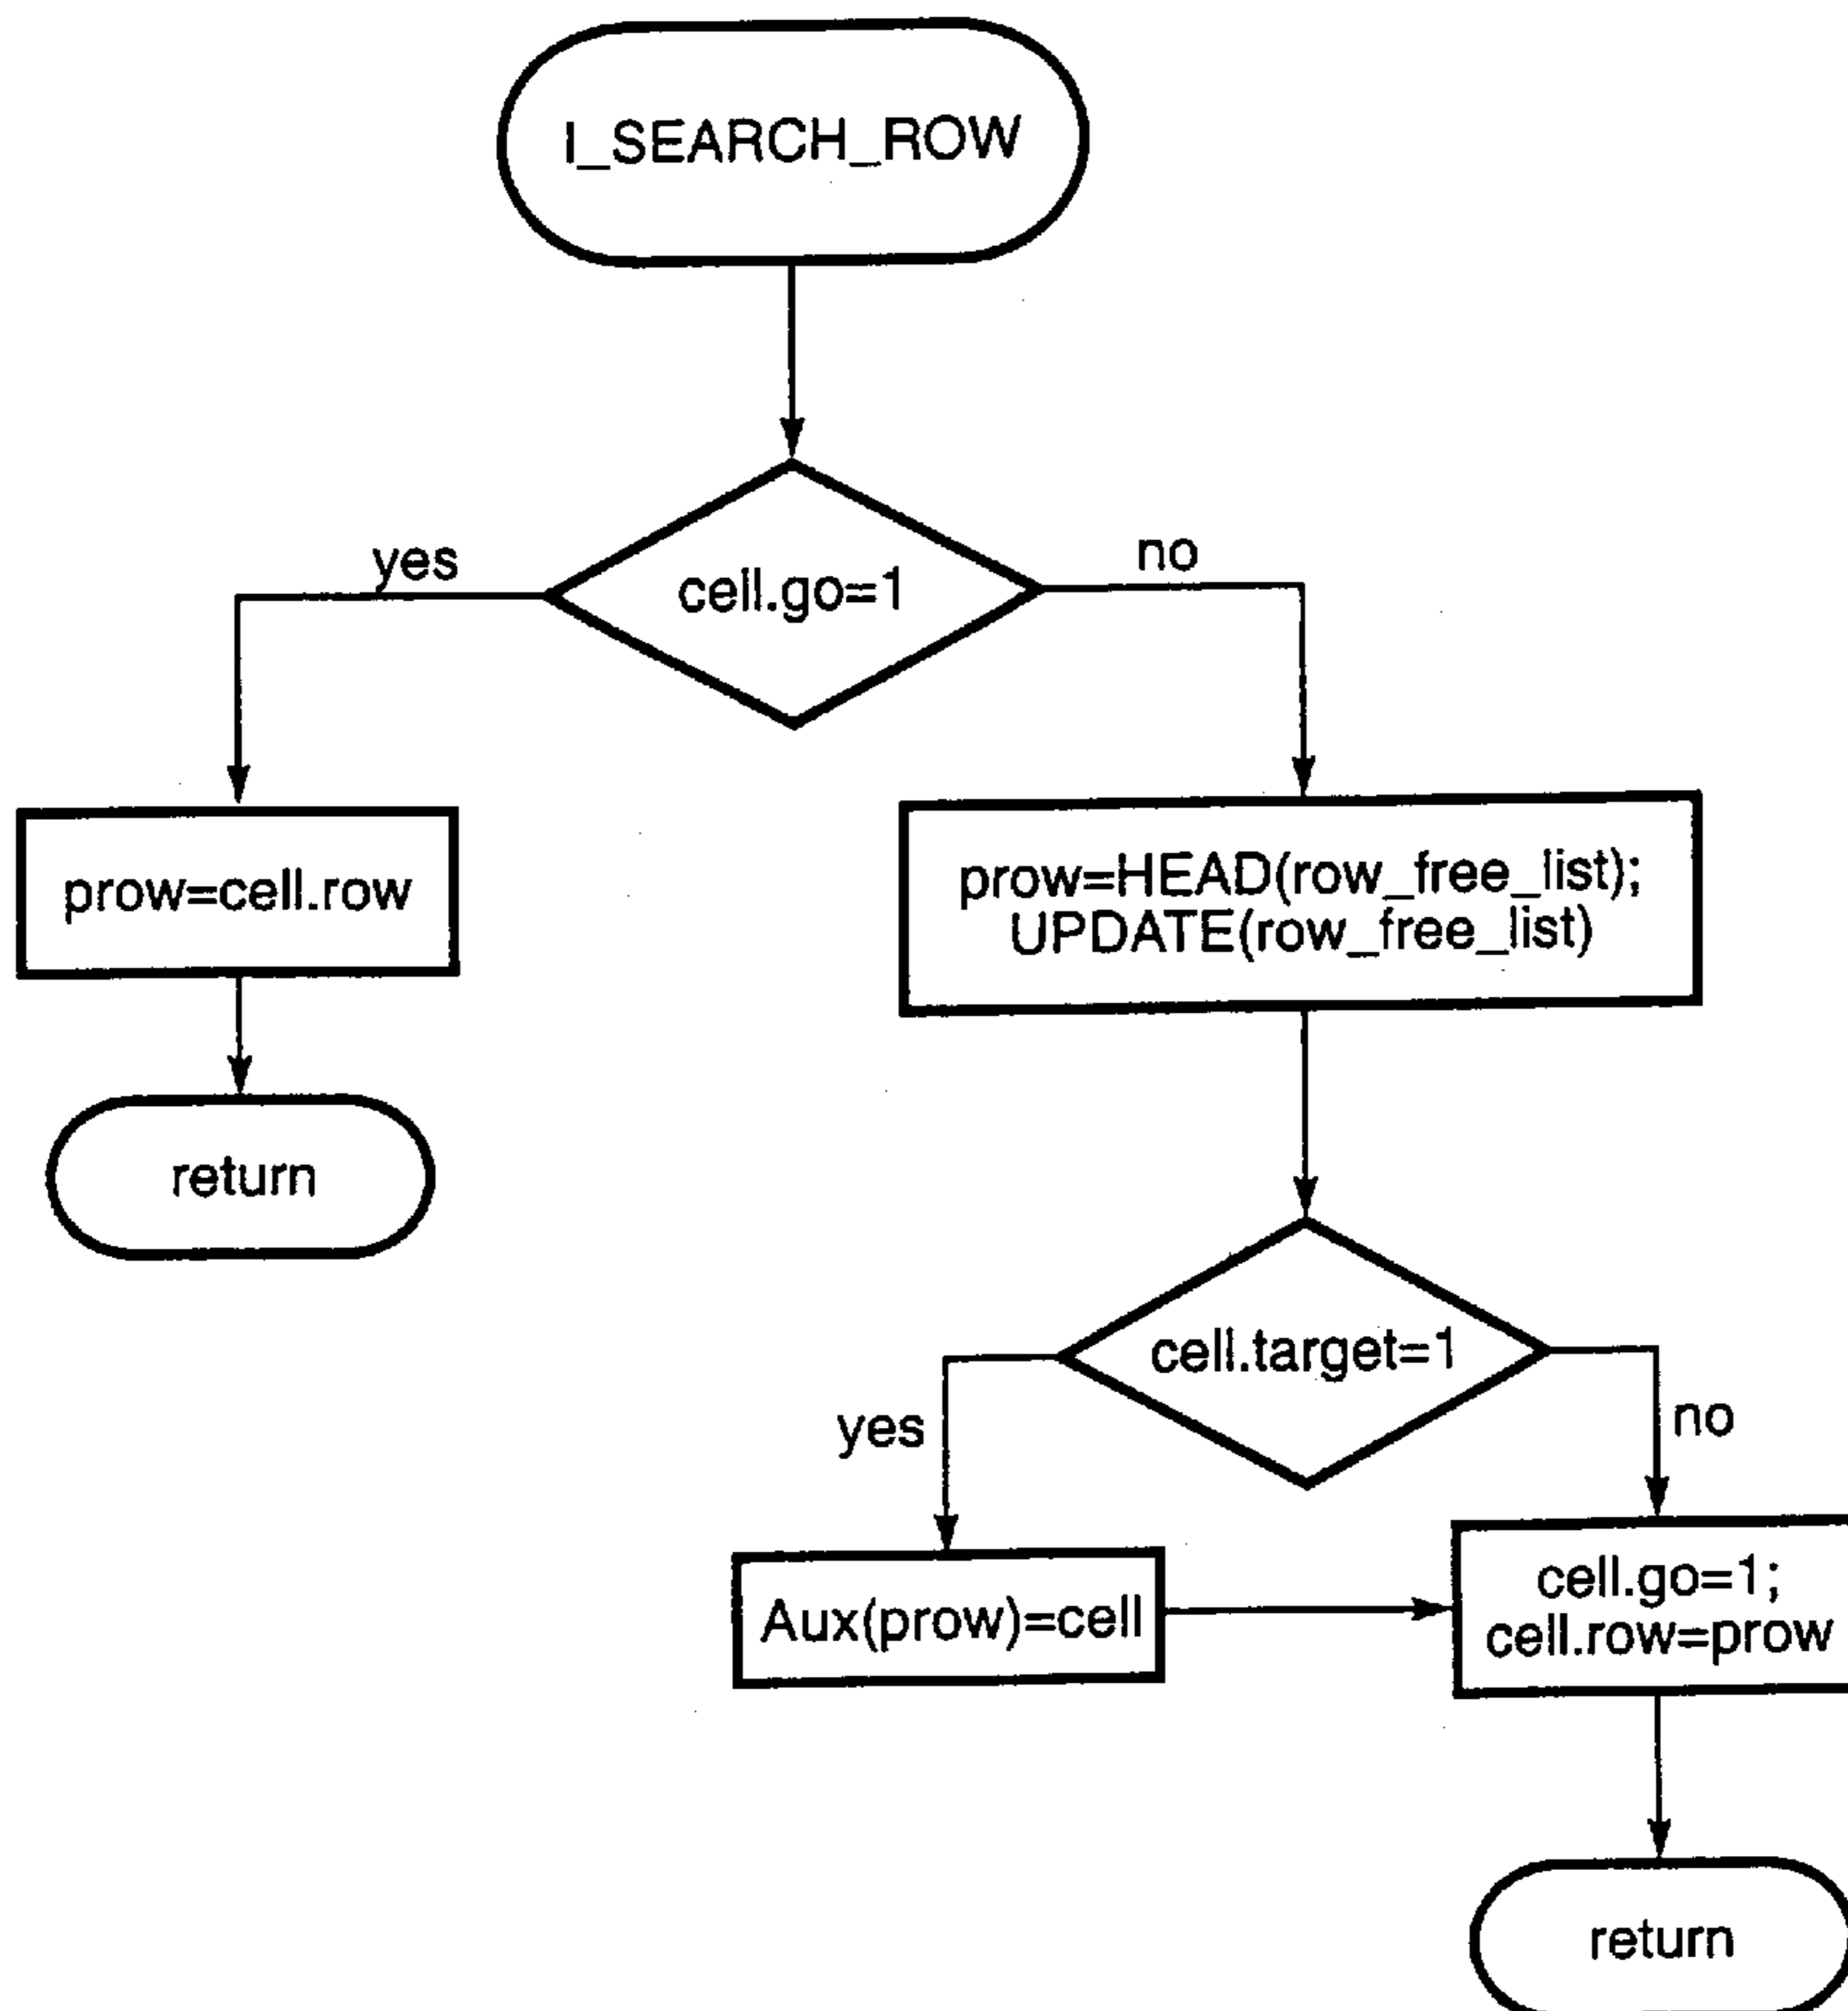 I_SEARCH_ROW
yes
cell.go=1
no
prow=cell.row
prow=HEAD(row_free_list);
UPDATE(row_free_list)
return
cell.target=1
yes
no
Aux(prow)=cell
cell.go=1;
cell.row=prow
return